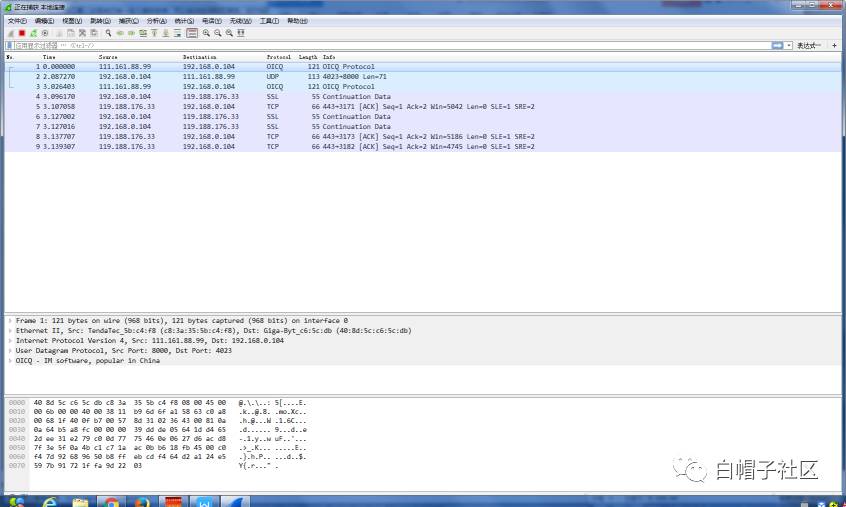 正在捕获 本地连接
文件(F) 编辑(E) 视图(V) 跳转(G) 捕获(C) 分析(A) 统计(S) 电话(Y) 无线(W) 工具(T) 帮助(H)
应用显示过滤器 … <Ctrl-/> 表达式… +
No. Time Source Destination Protocol Length Info
1 0.000000 111.161.88.99 192.168.0.104 OICQ 121 OICQ Protocol
2 2.087270 192.168.0.104 111.161.88.99 UDP 113 4023→8000 Len=71
3 3.026403 111.161.88.99 192.168.0.104 OICQ 121 OICQ Protocol
4 3.096170 192.168.0.104 119.188.176.33 SSL 55 Continuation Data
5 3.107058 119.188.176.33 192.168.0.104 TCP 66 443→3171 [ACK] Seq=1 Ack=2 Win=5042 Len=0 SLE=1 SRE=2
6 3.127002 192.168.0.104 119.188.176.33 SSL 55 Continuation Data
7 3.127016 192.168.0.104 119.188.176.33 SSL 55 Continuation Data
8 3.137707 119.188.176.33 192.168.0.104 TCP 66 443→3173 [ACK] Seq=1 Ack=2 Win=5186 Len=0 SLE=1 SRE=2
9 3.139307 119.188.176.33 192.168.0.104 TCP 66 443→3182 [ACK] Seq=1 Ack=2 Win=4745 Len=0 SLE=1 SRE=2
Frame 1: 121 bytes on wire (968 bits), 121 bytes captured (968 bits) on interface 0
Ethernet II, Src: TendaTec_5b:c4:f8 (c8:3a:35:5b:c4:f8), Dst: Giga-Byt_c6:5c:db (40:8d:5c:c6:5c:db)
Internet Protocol Version 4, Src: 111.161.88.99, Dst: 192.168.0.104
User Datagram Protocol, Src Port: 8000, Dst Port: 4023
OICQ - IM software, popular in China
0000 40 8d 5c c6 5c db c8 3a 35 5b c4 f8 08 00 45 00 @.\.\..: 5[....E.
0010 00 6b 00 00 40 00 38 11 b9 6d 6f a1 58 63 c0 a8 .k..@.8. .mo.Xc..
0020 00 68 1f 40 0f b7 00 57 8d 31 02 36 43 00 81 0a .h.@...W .1.6C...
0030 0a 64 b5 a8 fc 00 00 00 39 dd de 05 64 1d d4 65 .d...... 9...d..e
0040 2d ee 31 e2 79 c0 0d 77 75 46 0e 06 27 d6 ac d8 -.1.y..w uF..'...
0050 7f 3e 5f 0a 4b c1 c7 1a ac 0b b6 18 fb 45 00 c0 .>_.K... .....E..
0060 f4 7d 92 68 96 50 b8 ff eb cd f4 64 d2 a1 24 e5 .}.h.P.. ...d..$.
0070 59 7b 91 72 1f fa 9d 22 03 Y{.r..." .
白帽子社区